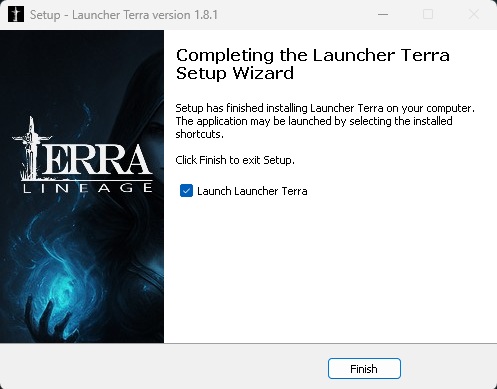 Setup - Launcher Terra version 1.8.1
Completing the Launcher Terra
Setup Wizard
Setup has finished installing Launcher Terra on your computer.
The application may be launched by selecting the installed
shortcuts.
Click Finish to exit Setup.
Launch Launcher Terra
TERRA
LINEAGE
Finish